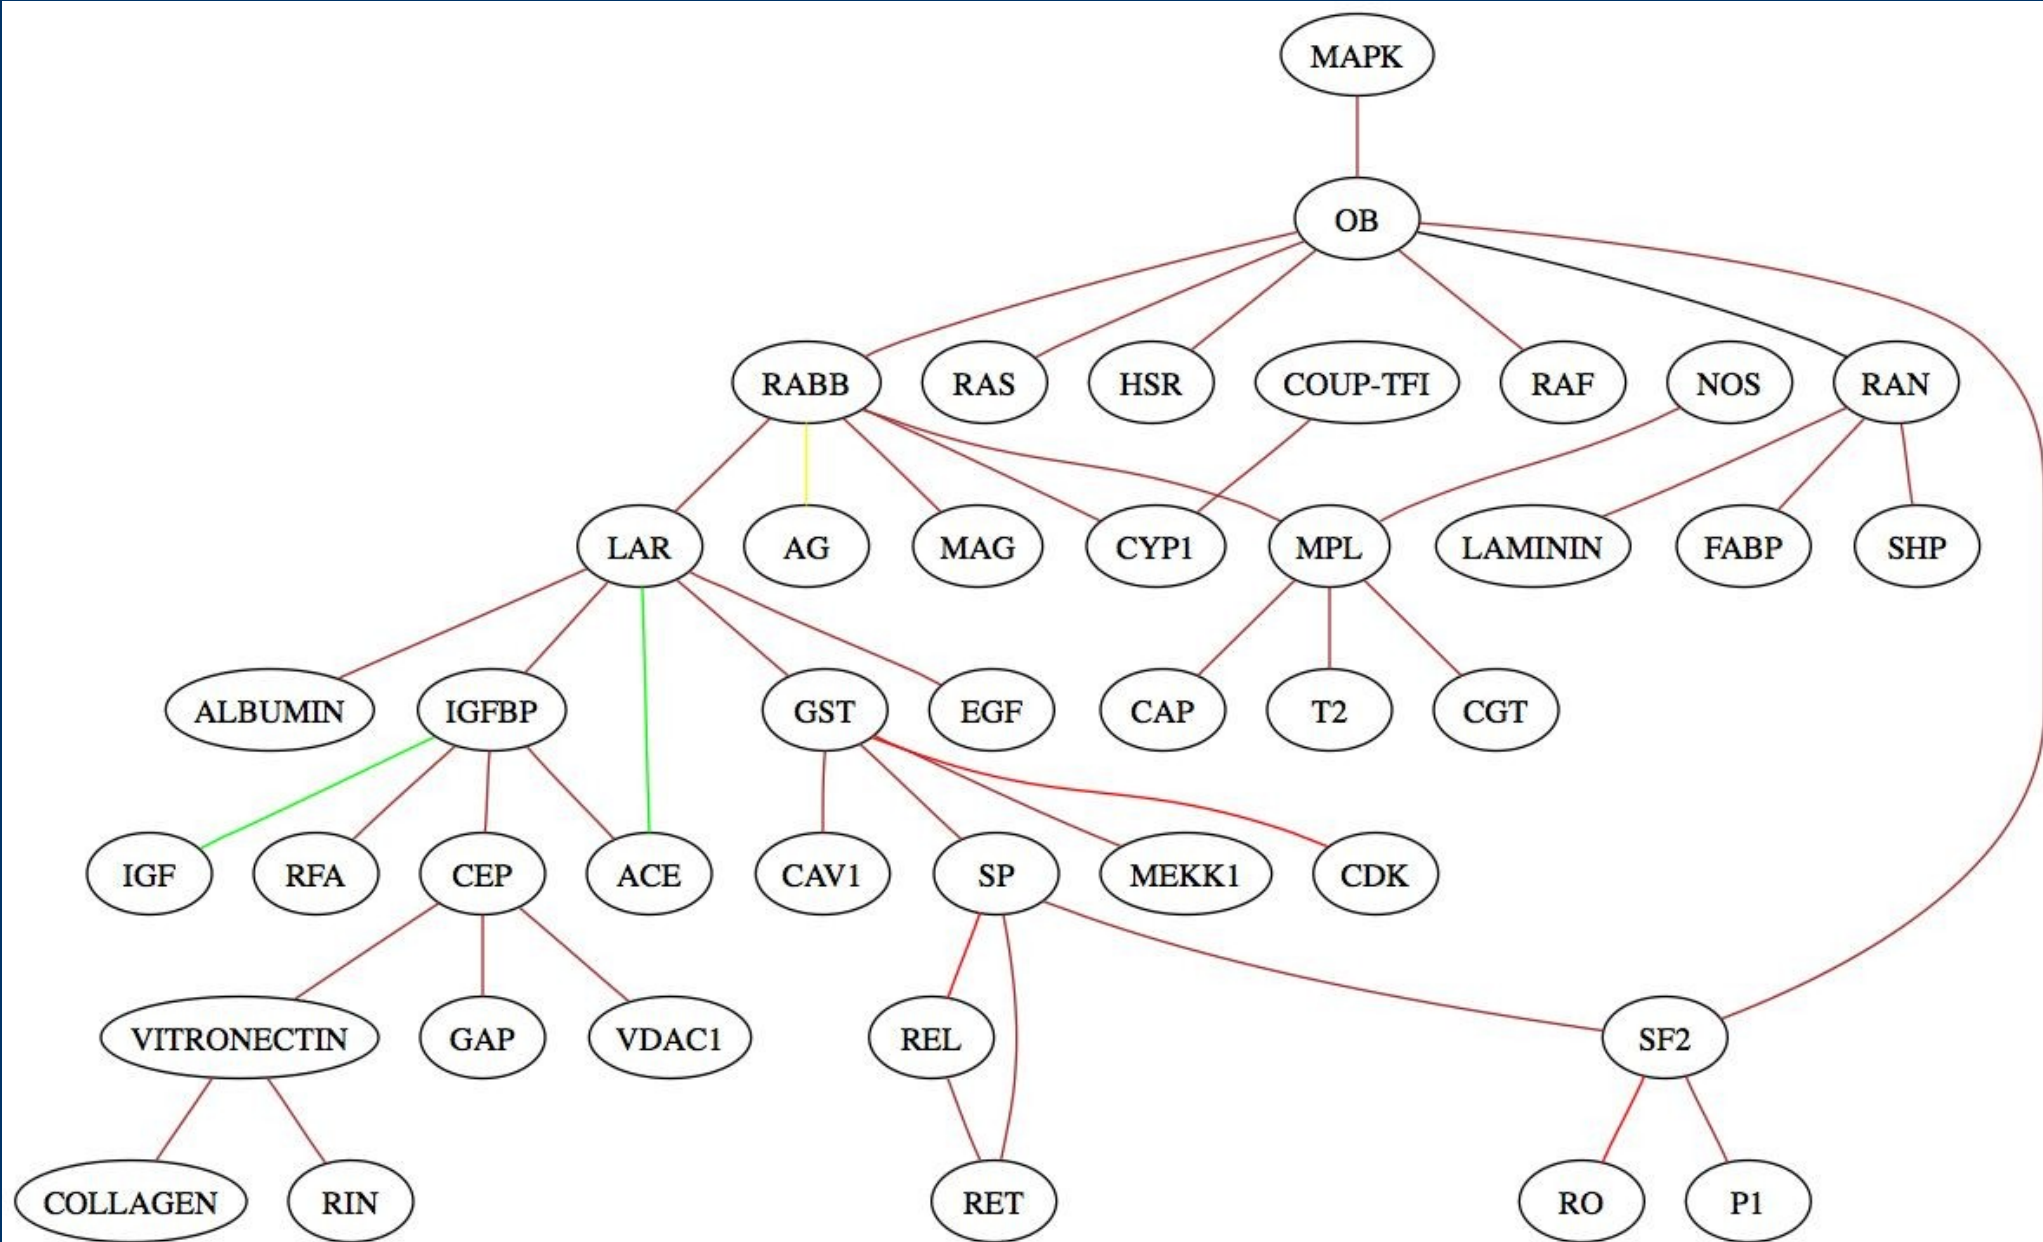 MAPK
OB
RABB
RAS
HSR
COUP-TFI
RAF
NOS
RAN
LAR
AG
MAG
CYP1
MPL
LAMININ
FABP
SHP
ALBUMIN
IGFBP
GST
EGF
CAP
T2
CGT
IGF
RFA
CEP
ACE
CAV1
SP
MEKK1
CDK
VITRONECTIN
GAP
VDAC1
REL
SF2
COLLAGEN
RIN
RET
RO
P1